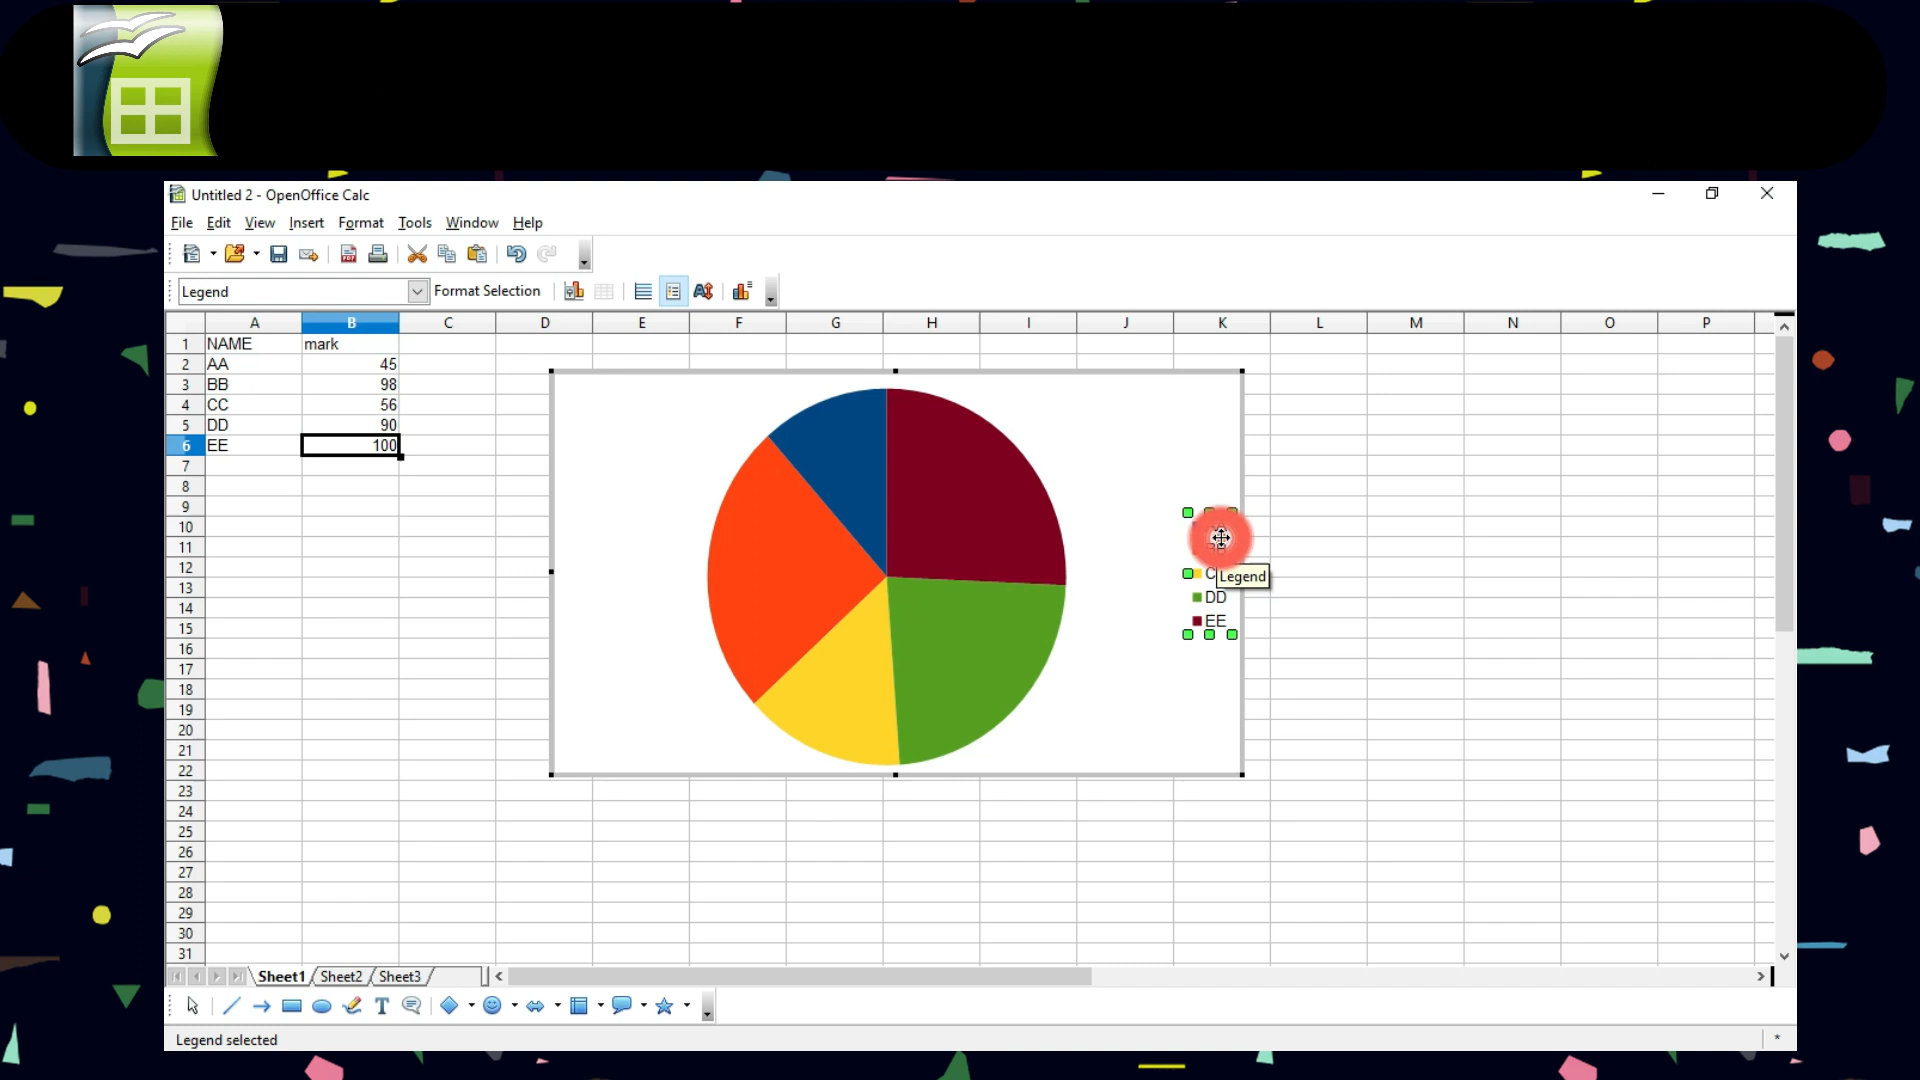 Untitled 2 - OpenOffice Calc
File Edit View Insert Format Tools Window Help
Legend Format Selection
A B C D E F G H I J K L M N O P
1 NAME mark
2 AA 45
3 BB 98
4 CC 56
5 DD 90
6 EE 100
7
8
9
10
11
12
13
14
15
16
17
18
19
20
21
22
23
24
25
26
27
28
29
30
31
C
Legend
DD
EE
Sheet1 Sheet2 Sheet3
Legend selected *